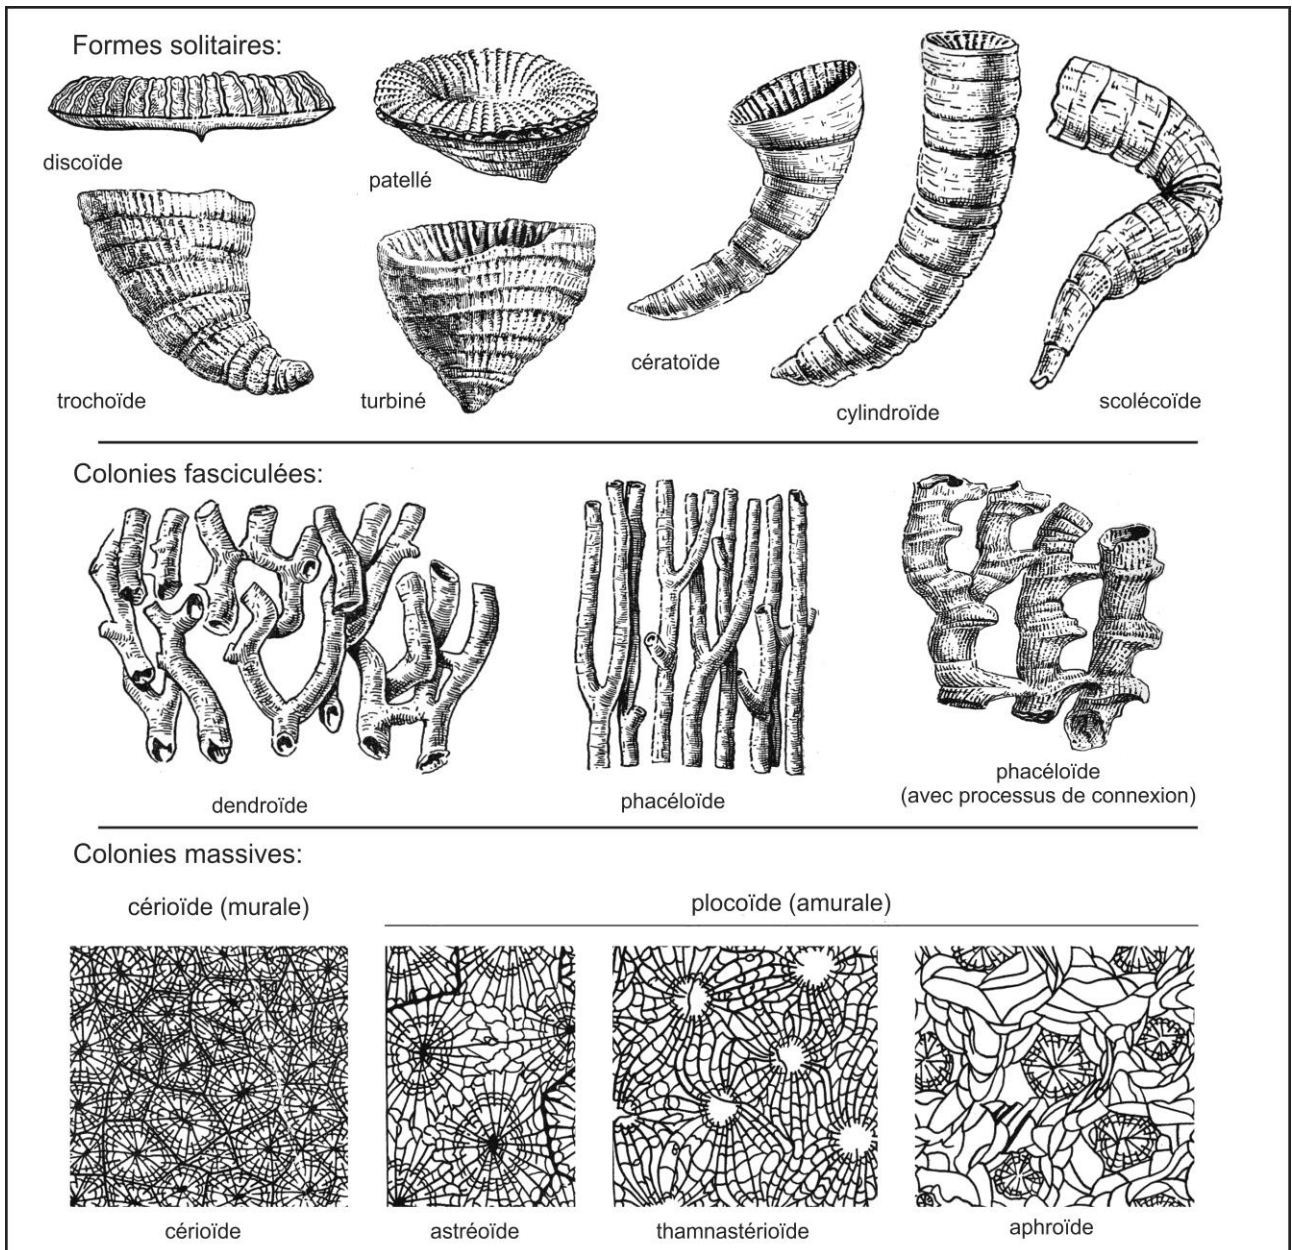 Formes solitaires:
discoïde
patellé
trochoïde
turbiné
cératoïde
cylindroïde
scolécoïde
Colonies fasciculées:
dendroïde
phacéloïde
phacéloïde
(avec processus de connexion)
Colonies massives:
cérioïde (murale)
plocoïde (amurale)
cérioïde
astréoïde
thamnastérioïde
aphroïde